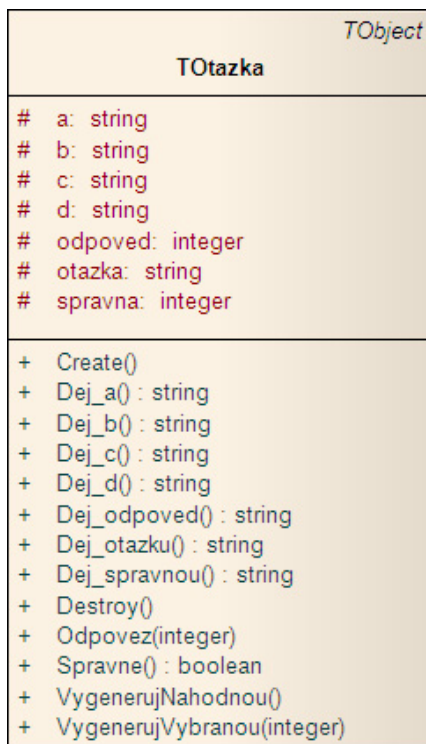 TObject
TOtazka
# a: string
# b: string
# c: string
# d: string
# odpoved: integer
# otazka: string
# spravna: integer
+ Create()
+ Dej_a() : string
+ Dej_b() : string
+ Dej_c() : string
+ Dej_d() : string
+ Dej_odpoved() : string
+ Dej_otazku() : string
+ Dej_spravnou() : string
+ Destroy()
+ Odpovez(integer)
+ Spravne() : boolean
+ VygenerujNahodnou()
+ VygenerujVybranou(integer)